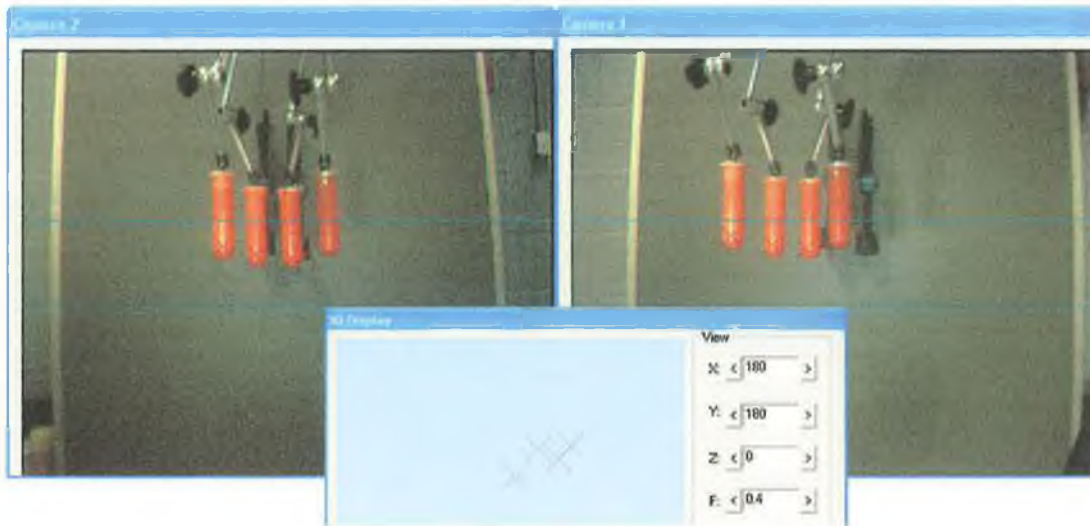 Camera 2
Camera 1
3D Display
View
X: < 180 >
Y: < 180 >
Z: < 0 >
F: < 0.4 >